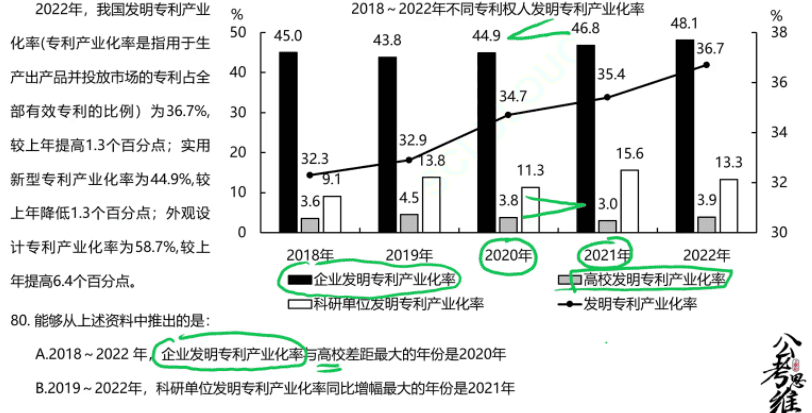 2022年，我国发明专利产业
化率(专利产业化率是指用于生
产出产品并投放市场的专利占全
部有效专利的比例）为36.7%,
较上年提高1.3个百分点；实用
新型专利产业化率为44.9%,较
上年降低1.3个百分点；外观设
计专利产业化率为58.7%,较上
年提高6.4个百分点。
2018～2022年不同专利权人发明专利产业化率
% %
50 40 30 20 10 0
38 36 34 32 30
45.0 43.8 44.9 46.8 48.1
32.3 32.9 34.7 35.4 36.7
3.6 4.5 3.8 3.0 3.9
9.1 13.8 11.3 15.6 13.3
2018年 2019年 2020年 2021年 2022年
企业发明专利产业化率 高校发明专利产业化率
科研单位发明专利产业化率 发明专利产业化率
80. 能够从上述资料中推出的是：
A.2018～2022 年，企业发明专利产业化率与高校差距最大的年份是2020年
B.2019～2022年，科研单位发明专利产业化率同比增幅最大的年份是2021年
公考思维